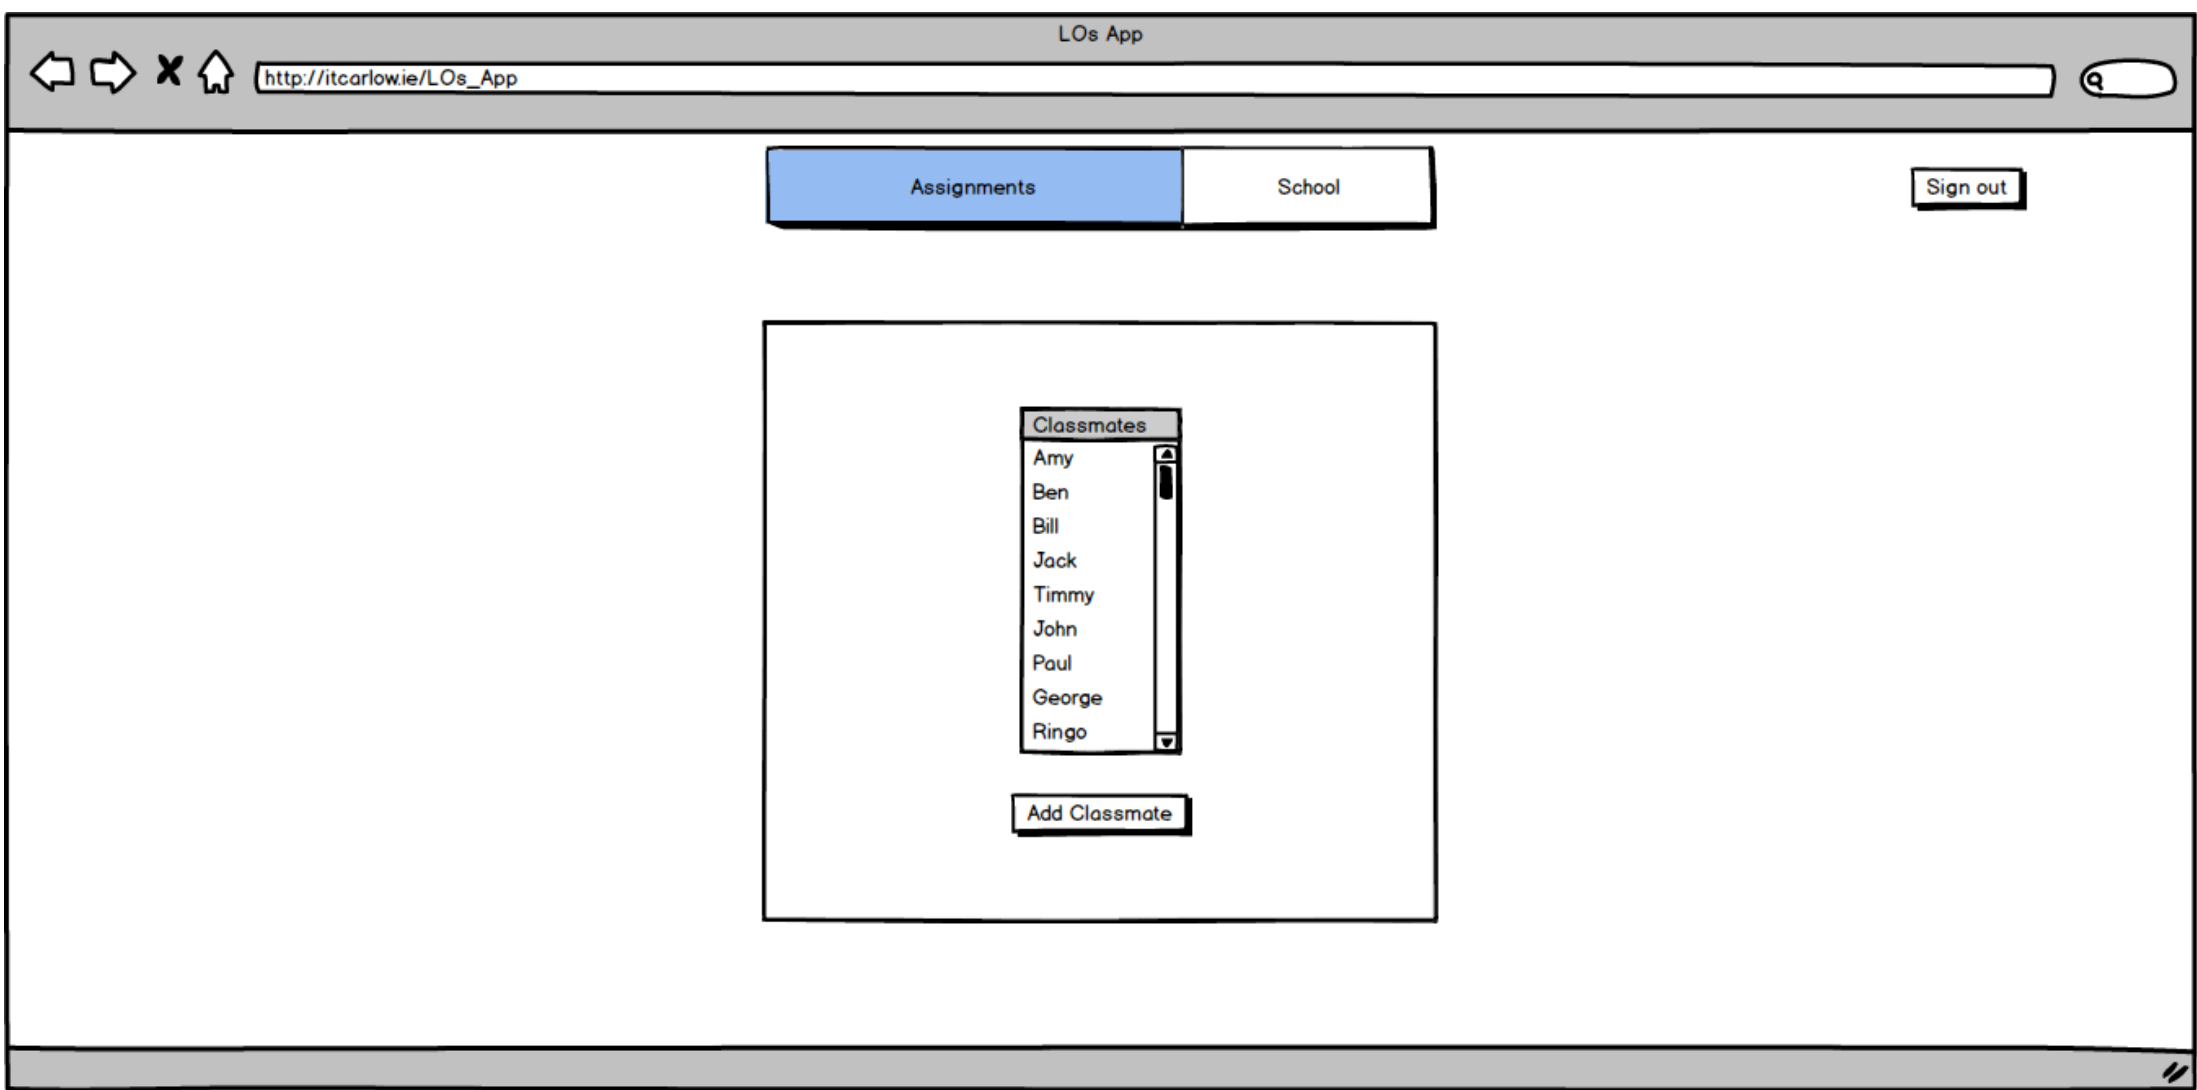 LOs App
http://itcarlow.ie/LOs_App
Assignments
School
Sign out
Classmates
Amy
Ben
Bill
Jack
Timmy
John
Paul
George
Ringo
Add Classmate